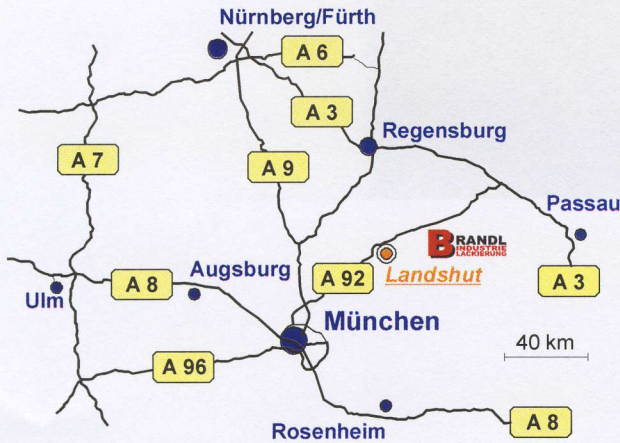 Nürnberg/Fürth
A 6
A 3
Regensburg
A 7
A 9
Passau
BRANDL
INDUSTRIE
LACKIERUNG
A 92
Landshut
A 3
Augsburg
A 8
Ulm
München
40 km
A 96
Rosenheim
A 8